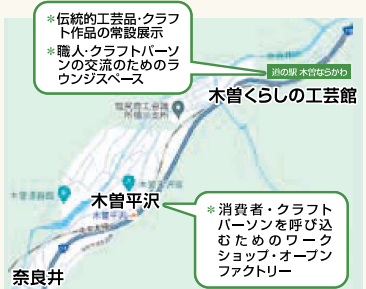 ＊伝統的工芸品・クラフ
ト作品の常設展示
＊職人・クラフトパーソ
ンの交流のためのラ
ウンジスペース
道の駅 木曽ならかわ
木曽くらしの工芸館
木曽平沢
木曽平沢
＊消費者・クラフト
パーソンを呼び込
むためのワーク
ショップ・オープン
ファクトリー
奈良井